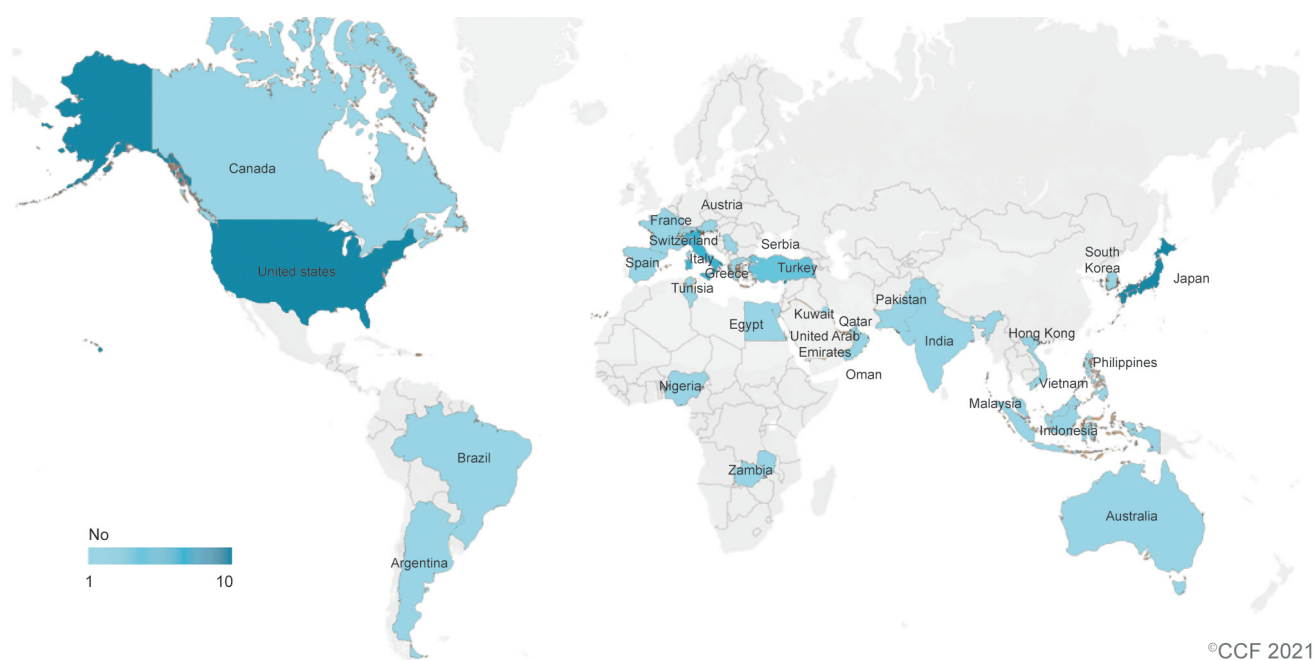 Canada
United states
Brazil
Argentina
Austria
France
Switzerland
Serbia
Italy
Spain
Greece
Turkey
Tunisia
Egypt
Kuwait
Qatar
United Arab
Emirates
Oman
Pakistan
India
Nigeria
Zambia
South
Korea
Japan
Hong Kong
Philippines
Vietnam
Malaysia
Indonesia
Australia
No
1
10
©CCF 2021